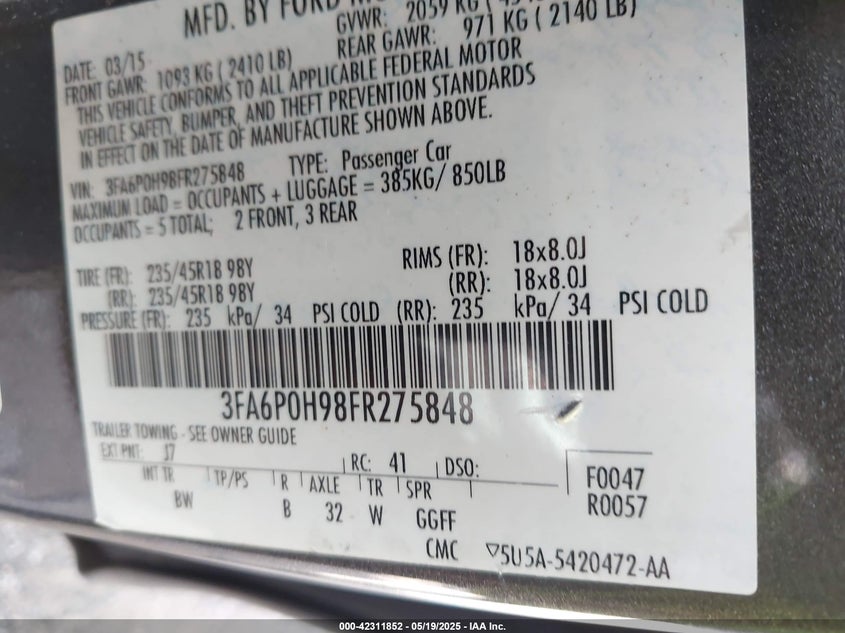 MFD. BY FORD
GVWR: 2059 KG
DATE: 03/15
REAR GAWR: 971 KG ( 2140 LB)
FRONT GAWR: 1093 KG ( 2410 LB)
THIS VEHICLE CONFORMS TO ALL APPLICABLE FEDERAL MOTOR
VEHICLE SAFETY, BUMPER, AND THEFT PREVENTION STANDARDS
IN EFFECT ON THE DATE OF MANUFACTURE SHOWN ABOVE.
VIN: 3FA6P0H98FR275848 TYPE: Passenger Car
MAXIMUM LOAD = OCCUPANTS + LUGGAGE = 385KG/ 850LB
OCCUPANTS = 5 TOTAL; 2 FRONT, 3 REAR
TIRE (FR): 235/45R18 98Y RIMS (FR): 18x8.0J
(RR): 235/45R18 98Y (RR): 18x8.0J
PRESSURE (FR): 235 kPa/ 34 PSI COLD (RR): 235 kPa/ 34 PSI COLD
3FA6P0H98FR275848
TRAILER TOWING - SEE OWNER GUIDE
EXT PNT: J7 RC: 41 DSO:
INT TR TP/PS R AXLE TR SPR
BW B 32 W GGFF
F0047
R0057
CMC ▽5U5A-5420472-AA
000-42311852 - 05/19/2025 - IAA Inc.